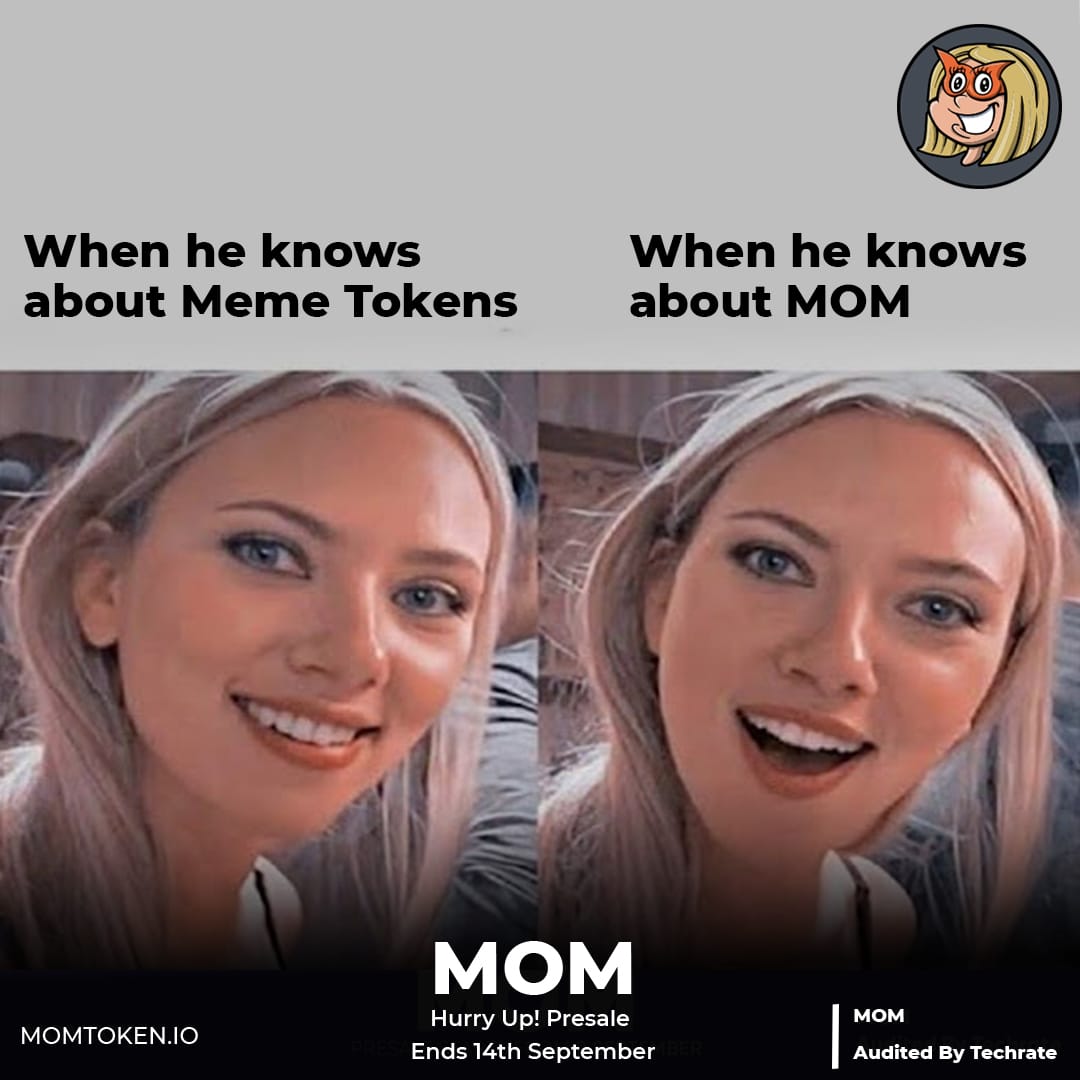 When he knows
about Meme Tokens
When he knows
about MOM
MOM
Hurry Up! Presale
Ends 14th September
MOMTOKEN.IO
MOM
Audited By Techrate